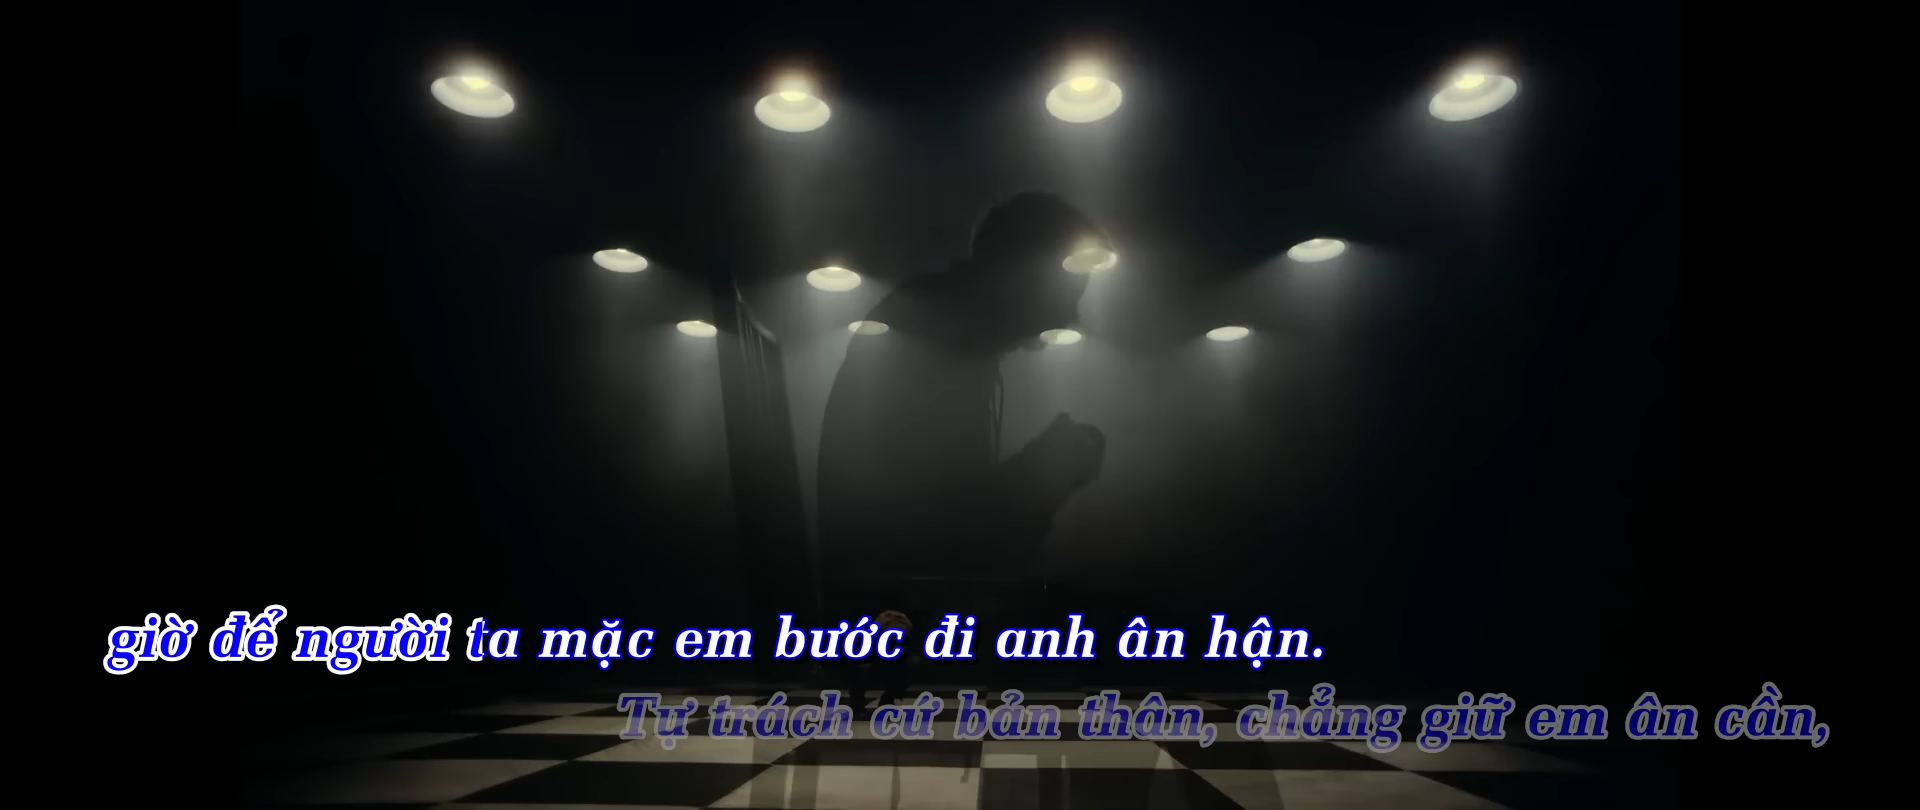 giờ để người ta mặc em bước đi anh ân hận.
Tự trách cứ bản thân, chẳng giữ em ân cần,